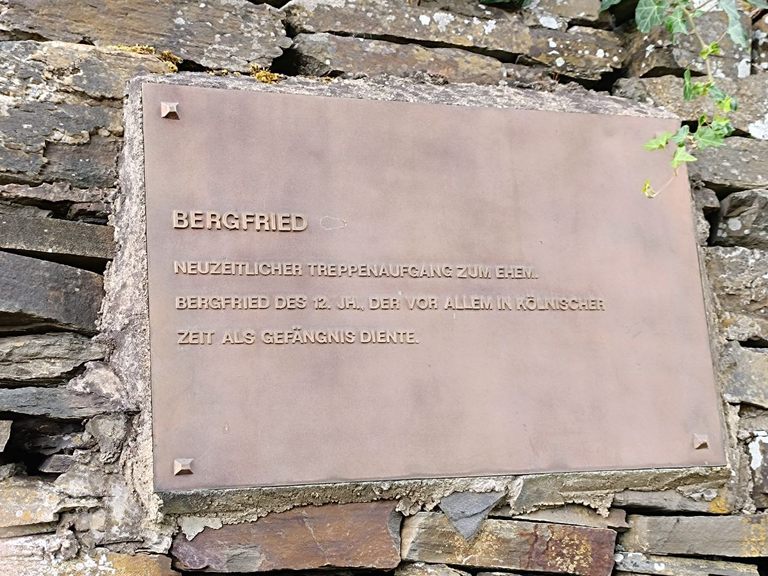 BERGFRIED
NEUZEITLICHER TREPPENAUFGANG ZUM EHEM.
BERGFRIED DES 12. JH., DER VOR ALLEM IN KÖLNISCHER
ZEIT ALS GEFÄNGNIS DIENTE.